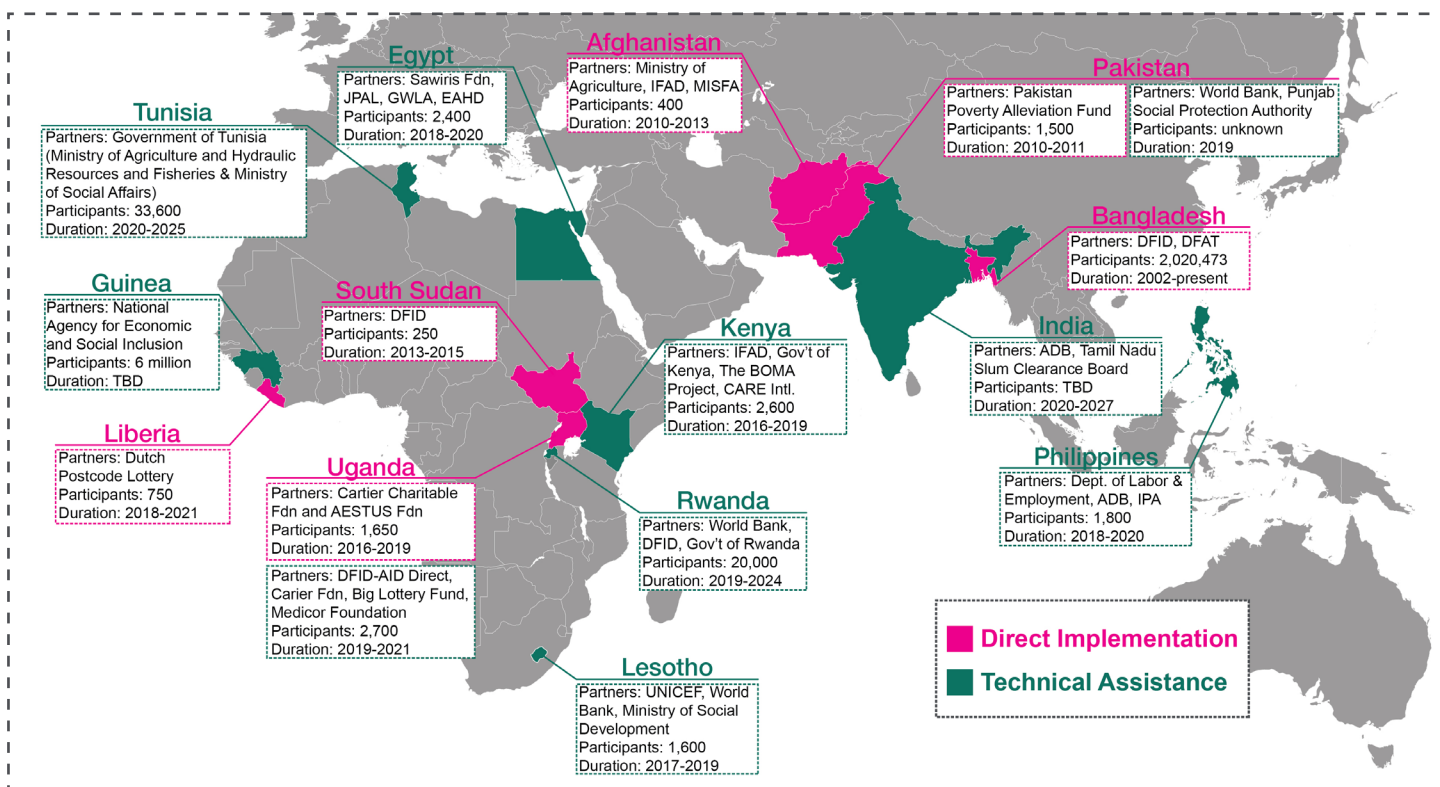 Egypt
Partners: Sawiris Fdn,
JPAL, GWLA, EAHD
Participants: 2,400
Duration: 2018-2020
Afghanistan
Partners: Ministry of
Agriculture, IFAD, MISFA
Participants: 400
Duration: 2010-2013
Pakistan
Partners: Pakistan
Poverty Alleviation Fund
Participants: 1,500
Duration: 2010-2011
Partners: World Bank, Punjab
Social Protection Authority
Participants: unknown
Duration: 2019
Tunisia
Partners: Government of Tunisia
(Ministry of Agriculture and Hydraulic
Resources and Fisheries & Ministry
of Social Affairs)
Participants: 33,600
Duration: 2020-2025
Bangladesh
Partners: DFID, DFAT
Participants: 2,020,473
Duration: 2002-present
Guinea
Partners: National
Agency for Economic
and Social Inclusion
Participants: 6 million
Duration: TBD
South Sudan
Partners: DFID
Participants: 250
Duration: 2013-2015
Kenya
Partners: IFAD, Gov't of
Kenya, The BOMA
Project, CARE Intl.
Participants: 2,600
Duration: 2016-2019
India
Partners: ADB, Tamil Nadu
Slum Clearance Board
Participants: TBD
Duration: 2020-2027
Liberia
Partners: Dutch
Postcode Lottery
Participants: 750
Duration: 2018-2021
Uganda
Partners: Cartier Charitable
Fdn and AESTUS Fdn
Participants: 1,650
Duration: 2016-2019
Partners: DFID-AID Direct,
Carier Fdn, Big Lottery Fund,
Medicor Foundation
Participants: 2,700
Duration: 2019-2021
Rwanda
Partners: World Bank,
DFID, Gov't of Rwanda
Participants: 20,000
Duration: 2019-2024
Philippines
Partners: Dept. of Labor &
Employment, ADB, IPA
Participants: 1,800
Duration: 2018-2020
Lesotho
Partners: UNICEF, World
Bank, Ministry of Social
Development
Participants: 1,600
Duration: 2017-2019
Direct Implementation
Technical Assistance